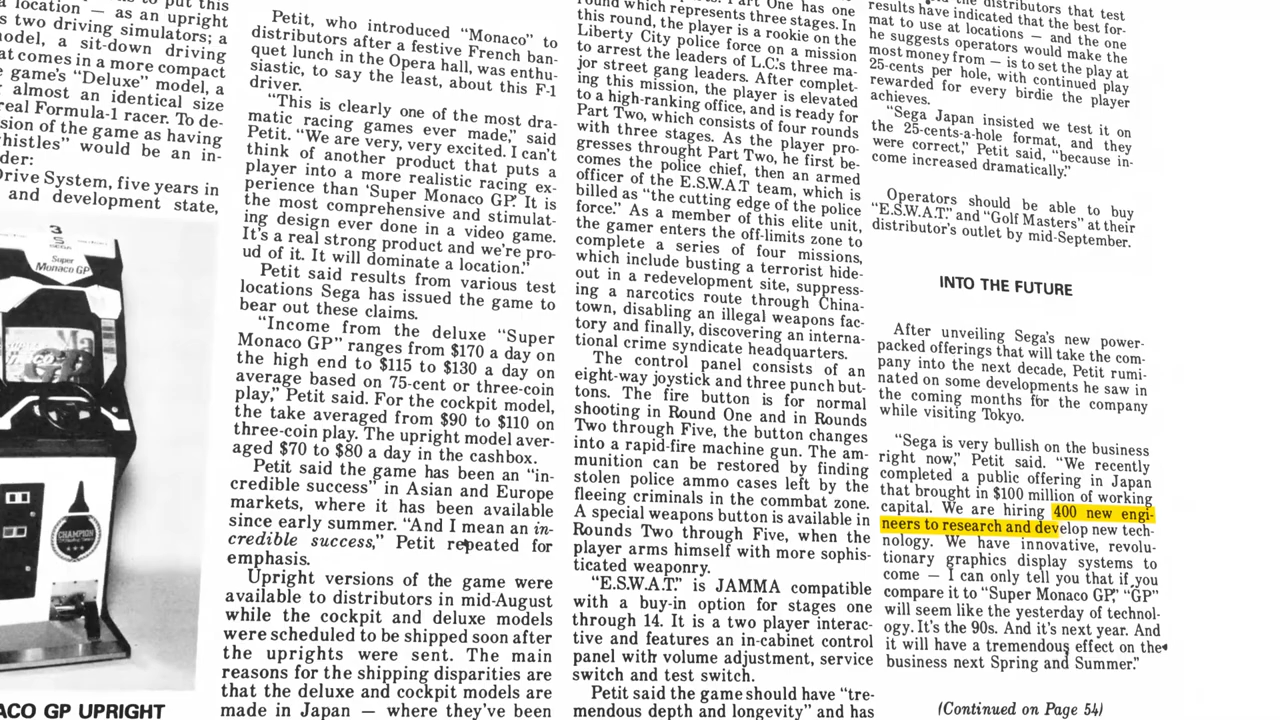 to put this
a location — as an upright
s two driving simulators; a
model, a sit-down driving
at comes in a more compact
e game's "Deluxe" model, a
almost an identical size
real Formula-1 racer. To de-
sion of the game as having
histles" would be an in-
der:
Drive System, five years in
and development state,
Super
Monaco GP
CHAMPION
ACO GP UPRIGHT
Petit, who introduced "Monaco" to
distributors after a festive French ban-
quet lunch in the Opera hall, was enthu-
siastic, to say the least, about this F-1
driver.
"This is clearly one of the most dra-
matic racing games ever made," said
Petit. "We are very, very excited. I can't
think of another product that puts a
player into a more realistic racing ex-
perience than 'Super Monaco GP.' It is
the most comprehensive and stimulat-
ing design ever done in a video game.
It's a real strong product and we're pro-
ud of it. It will dominate a location."
Petit said results from various test
locations Sega has issued the game to
bear out these claims.
"Income from the deluxe "Super
Monaco GP" ranges from $170 a day on
the high end to $115 to $130 a day on
average based on 75-cent or three-coin
play," Petit said. For the cockpit model,
the take averaged from $90 to $110 on
three-coin play. The upright model aver-
aged $70 to $80 a day in the cashbox.
Petit said the game has been an "in-
credible success" in Asian and Europe
markets, where it has been available
since early summer. "And I mean an in-
credible success," Petit repeated for
emphasis.
Upright versions of the game were
available to distributors in mid-August
while the cockpit and deluxe models
were scheduled to be shipped soon after
the uprights were sent. The main
reasons for the shipping disparities are
that the deluxe and cockpit models are
made in Japan — where they've been
round which represents three stages. In
this round, the player is a rookie on the
Liberty City police force on a mission
to arrest the leaders of L.C.'s three ma-
jor street gang leaders. After complet-
ing this mission, the player is elevated
to a high-ranking office, and is ready for
Part Two, which consists of four rounds
with three stages. As the player pro-
gresses throught Part Two, he first be-
comes the police chief, then an armed
officer of the E.S.W.A.T team, which is
billed as "the cutting edge of the police
force." As a member of this elite unit,
the gamer enters the off-limits zone to
complete a series of four missions,
which include busting a terrorist hide-
out in a redevelopment site, suppress-
ing a narcotics route through China-
town, disabling an illegal weapons fac-
tory and finally, discovering an interna-
tional crime syndicate headquarters.
The control panel consists of an
eight-way joystick and three punch but-
tons. The fire button is for normal
shooting in Round One and in Rounds
Two through Five, the button changes
into a rapid-fire machine gun. The am-
munition can be restored by finding
stolen police ammo cases left by the
fleeing criminals in the commbat zone.
A special weapons button is available in
Rounds Two through Five, when the
player arms himself with more sophis-
ticated weaponry.
"E.S.W.A.T." is JAMMA compatible
with a buy-in option for stages one
through 14. It is a two player interac-
tive and features an in-cabinet control
panel with volume adjustment, service
switch and test switch.
Petit said the game should have "tre-
mendous depth and longevity" and has
the distributors that test
results have indicated that the best for-
mat to use at locations — and the one
he suggests operators would make the
most money from — is to set the play at
25-cents per hole, with continued play
rewarded for every birdie the player
achieves.
"Sega Japan insisted we test it on
the 25-cents-a-hole format, and they
were correct," Petit said, "because in-
come increased dramatically."
Operators should be able to buy
"E.S.W.A.T." and "Golf Masters" at their
distributor's outlet by mid-September.
INTO THE FUTURE
After unveiling Sega's new power-
packed offerings that will take the com-
pany into the next decade, Petit rumi-
nated on some developments he saw in
the coming months for the company
while visiting Tokyo.
"Sega is very bullish on the business
right now," Petit said. "We recently
completed a public offering in Japan
that brought in $100 million of working
capital. We are hiring 400 new engi-
neers to research and develop new tech-
nology. We have innovative, revolu-
tionary graphics display systems to
come — I can only tell you that if you
compare it to "Super Monaco GP," "GP"
will seem like the yesterday of technol-
ogy. It's the 90s. And it's next year. And
it will have a tremendous effect on the
business next Spring and Summer."
(Continued on Page 54)